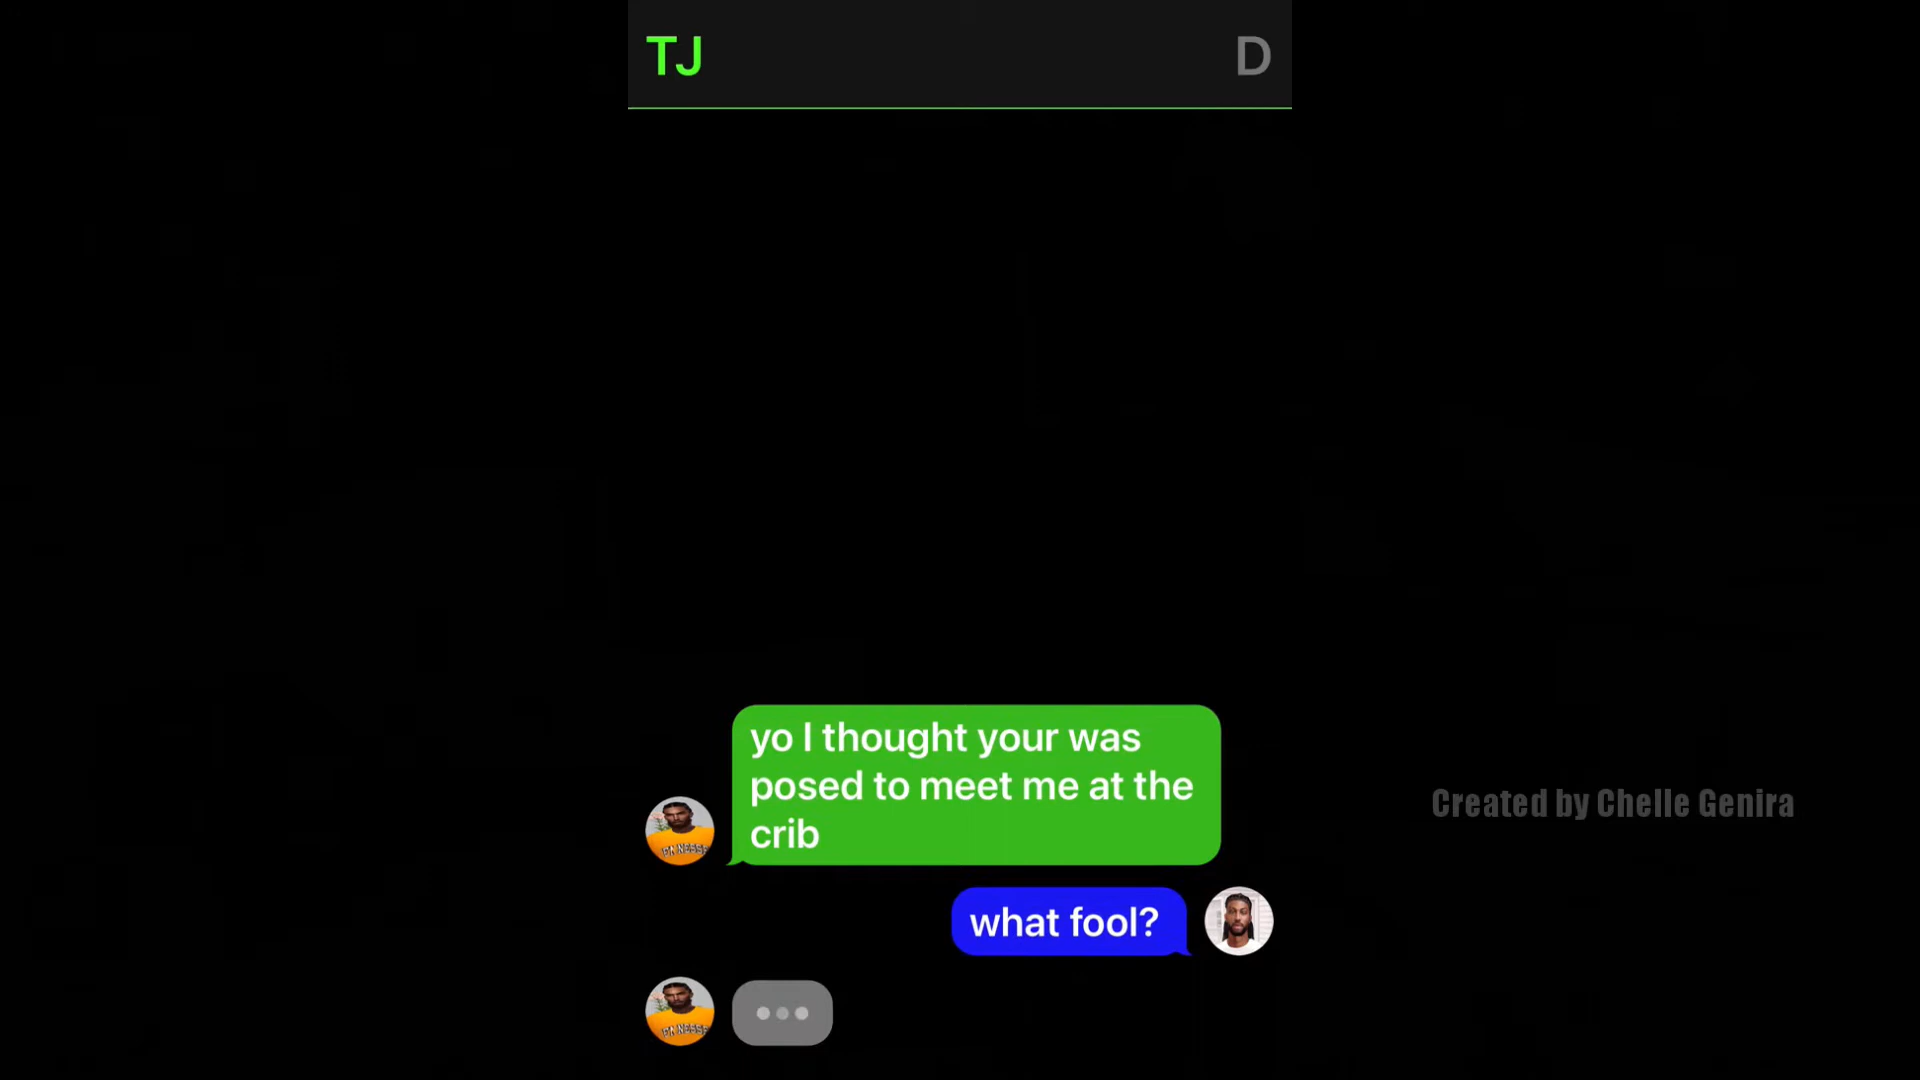 TJ
D
yo I thought your was
posed to meet me at the
crib
Created by Chelle Genira
what fool?